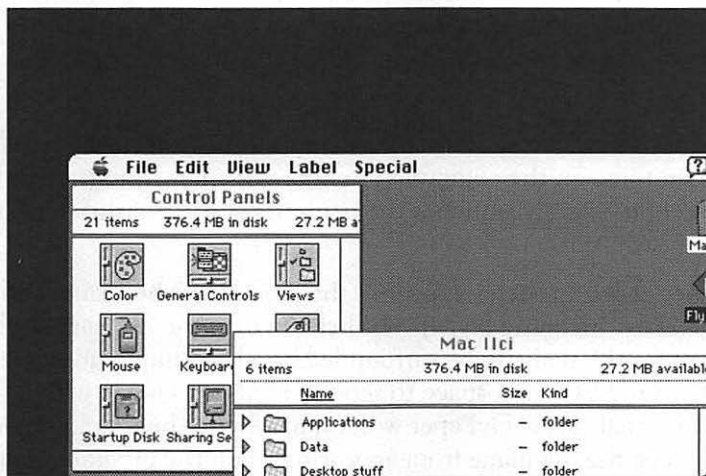 File Edit View Label Special
Control Panels
21 items 376.4 MB in disk 27.2 MB
Color General Controls Views
Mouse
Startup Disk Sharing
Mac IIci
6 items 376.4 MB in disk 27.2 MB available
Name Size Kind
Applications – folder
Data – folder
Desktop stuff – folder